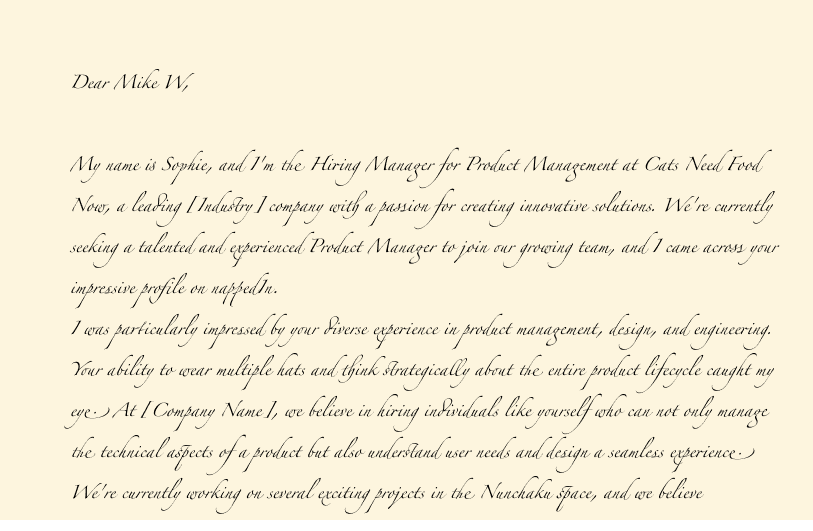 Dear Mike W,
My name is Sophie, and I'm the Hiring Manager for Product Management at Cats Need Food
Now, a leading [Industry] company with a passion for creating innovative solutions. We're currently
seeking a talented and experienced Product Manager to join our growing team, and I came across your
impressive profile on nappedIn.
I was particularly impressed by your diverse experience in product management, design, and engineering.
Your ability to wear multiple hats and think strategically about the entire product lifecycle caught my
eye. At [Company Name], we believe in hiring individuals like yourself who can not only manage
the technical aspects of a product but also understand user needs and design a seamless experience.
We're currently working on several exciting projects in the Nunchaku space, and we believe